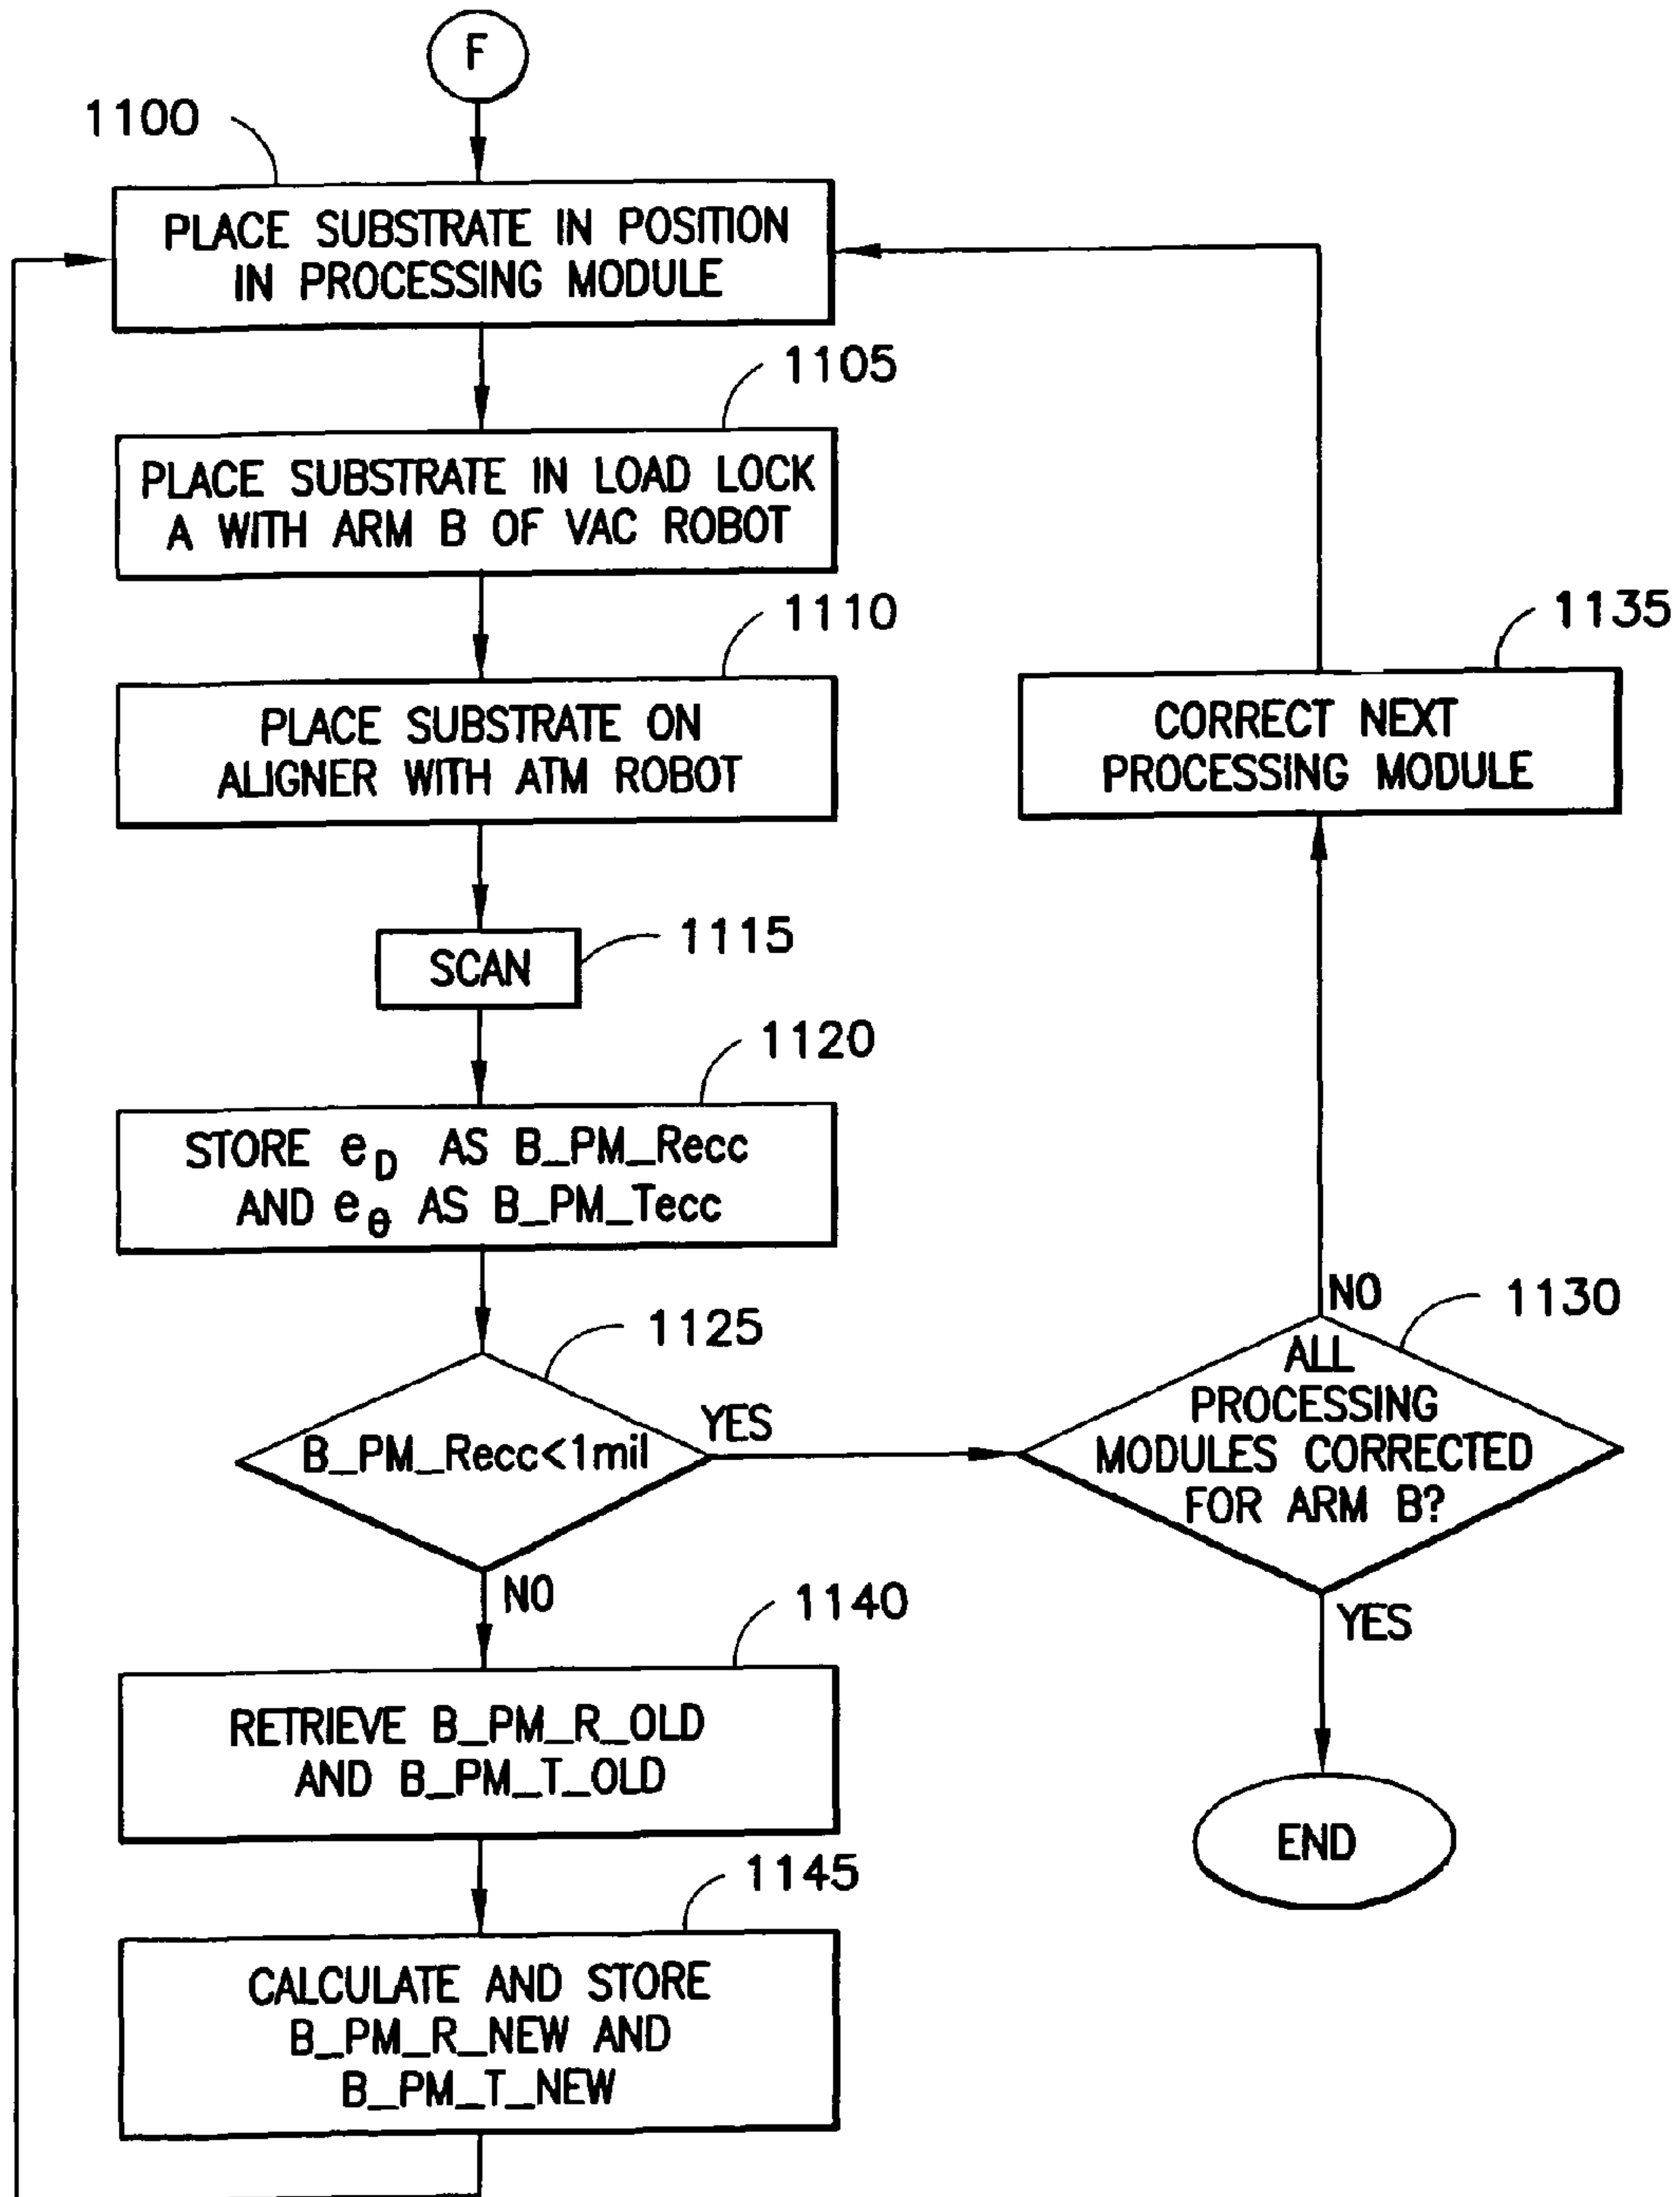 F
1100
PLACE SUBSTRATE IN POSITION
IN PROCESSING MODULE
1105
PLACE SUBSTRATE IN LOAD LOCK
A WITH ARM B OF VAC ROBOT
1110
PLACE SUBSTRATE ON
ALIGNER WITH ATM ROBOT
1135
CORRECT NEXT
PROCESSING MODULE
SCAN
1115
1120
STORE eD AS B_PM_Recc
AND eθ AS B_PM_Tecc
1125
B_PM_Recc<1mil
YES
NO
NO
1130
ALL
PROCESSING
MODULES CORRECTED
FOR ARM B?
YES
END
1140
RETRIEVE B_PM_R_OLD
AND B_PM_T_OLD
1145
CALCULATE AND STORE
B_PM_R_NEW AND
B_PM_T_NEW